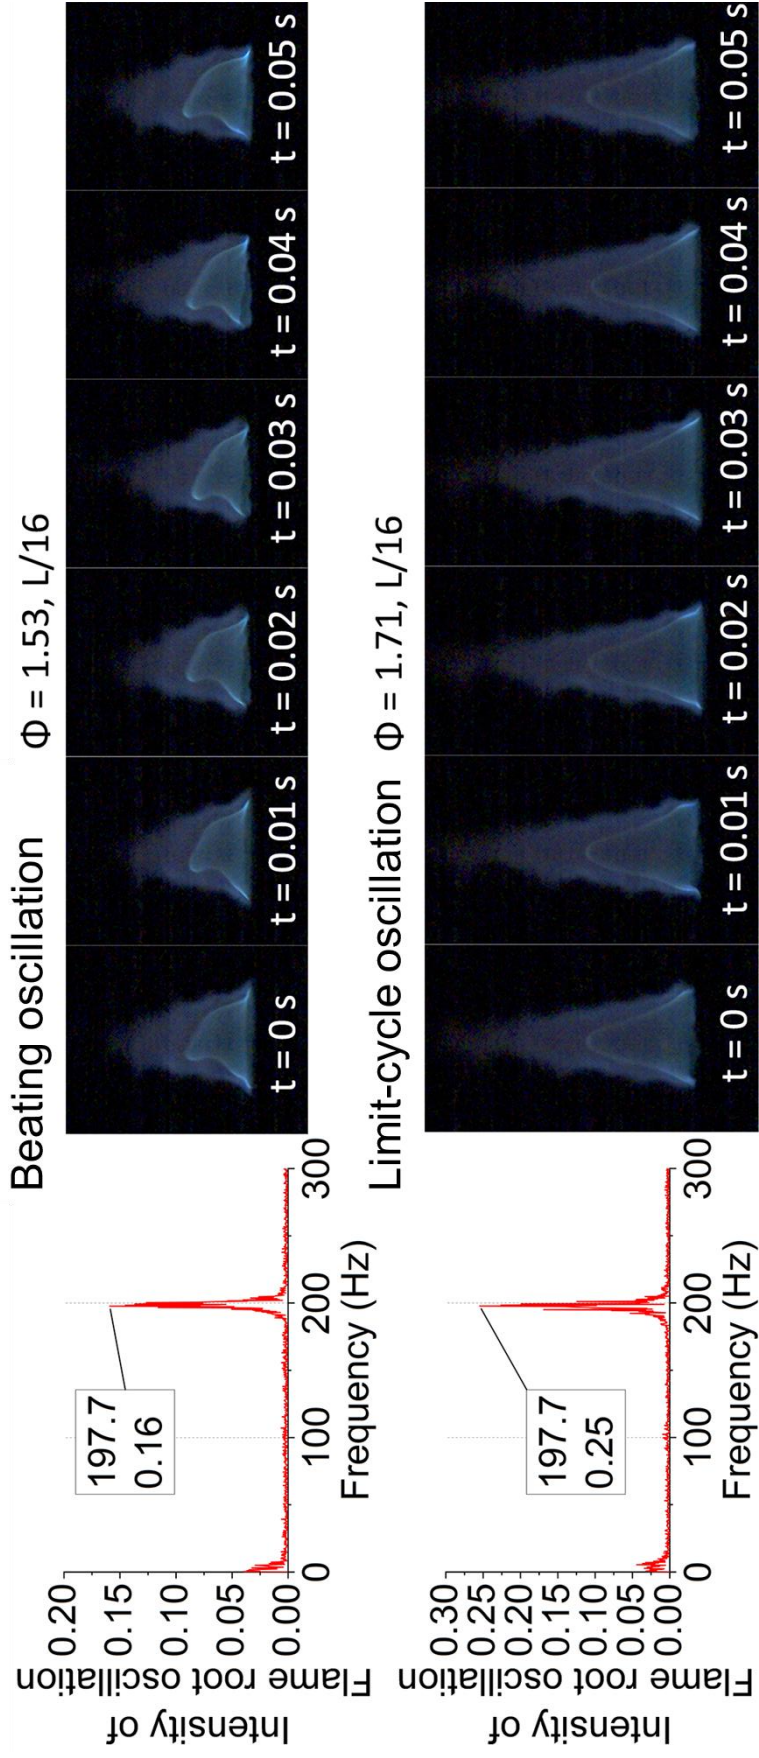 Beating oscillation
Φ = 1.53, L/16
Intensity of
Flame root oscillation
0.20
0.15
0.10
0.05
0.00
197.7
0.16
0
100
200
300
Frequency (Hz)
t = 0 s
t = 0.01 s
t = 0.02 s
t = 0.03 s
t = 0.04 s
t = 0.05 s
Limit-cycle oscillation Φ = 1.71, L/16
Intensity of
Flame root oscillation
0.30
0.25
0.20
0.15
0.10
0.05
0.00
197.7
0.25
0
100
200
300
Frequency (Hz)
t = 0 s
t = 0.01 s
t = 0.02 s
t = 0.03 s
t = 0.04 s
t = 0.05 s